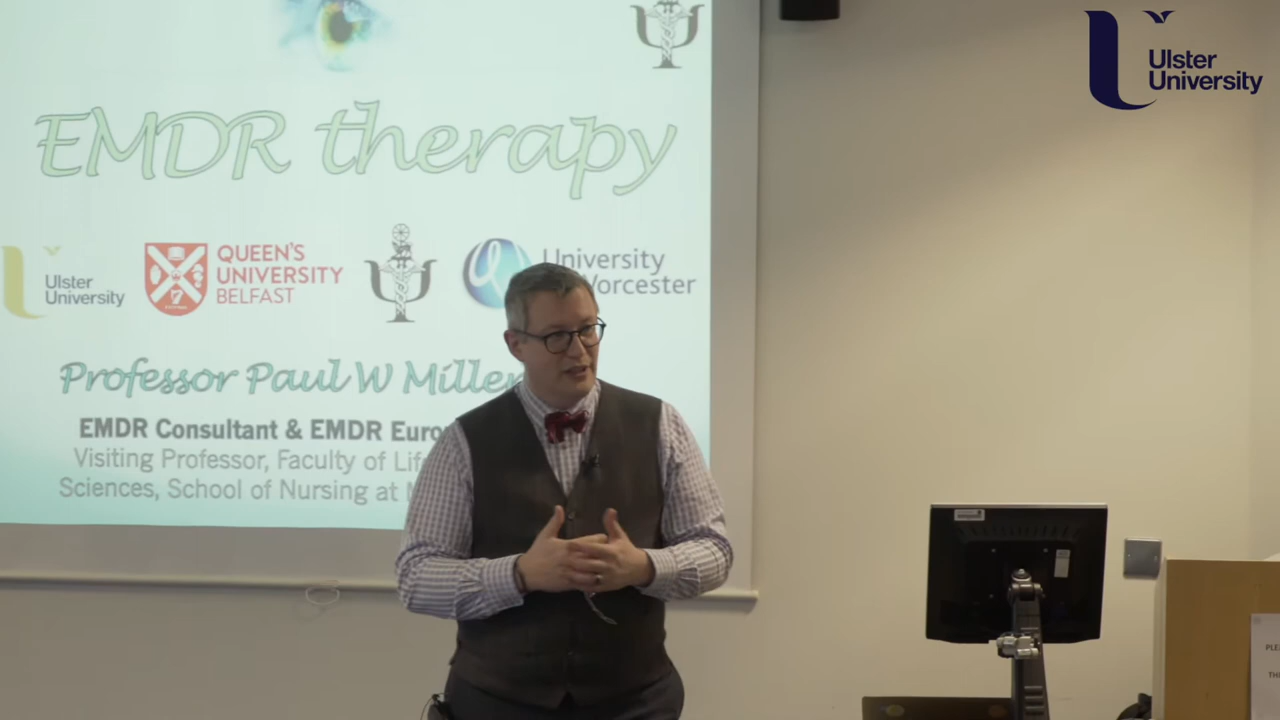 Ulster
University
EMDR therapy
Ulster
University
QUEEN'S
UNIVERSITY
BELFAST
University
Worcester
Professor Paul W Miller
EMDR Consultant & EMDR Euro
Visiting Professor, Faculty of Lif
Sciences, School of Nursing at